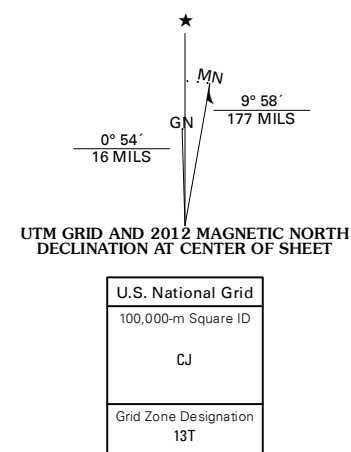 ★
MN
9° 58´
177 MILS
GN
0° 54´
16 MILS
UTM GRID AND 2012 MAGNETIC NORTH
DECLINATION AT CENTER OF SHEET
U.S. National Grid
100,000-m Square ID
CJ
Grid Zone Designation
13T